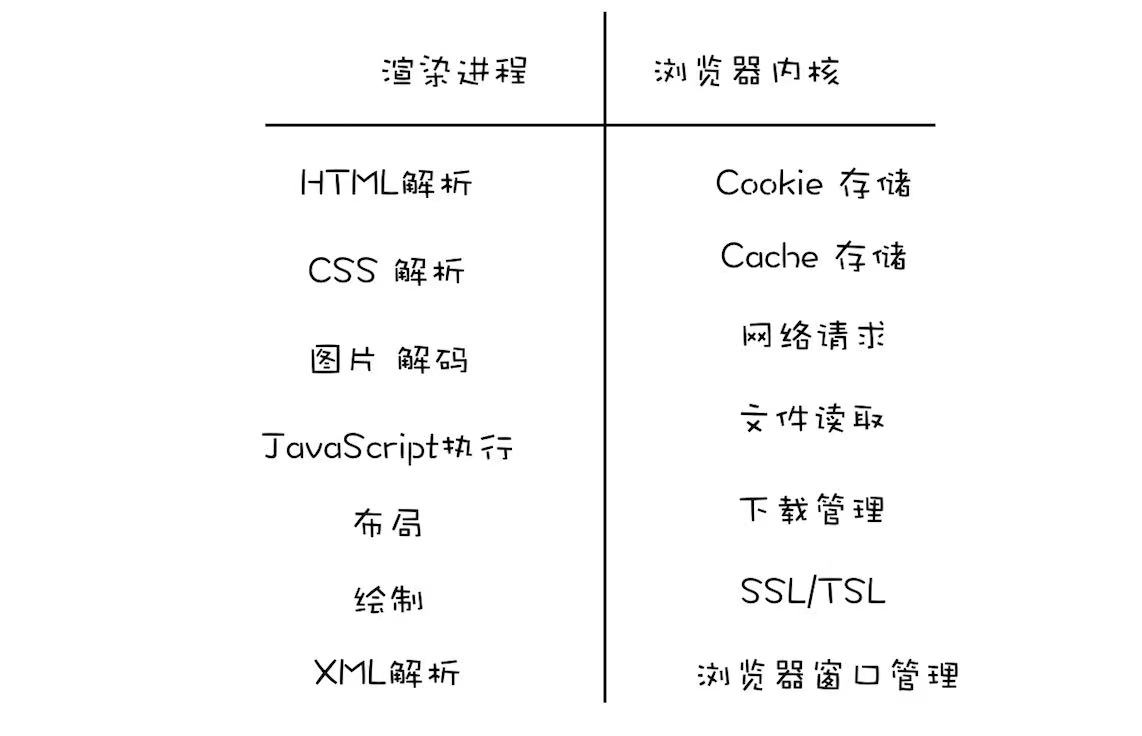 渲染进程 浏览器内核
HTML解析 Cookie 存储
CSS 解析 Cache 存储
图片 解码 网络请求
JavaScript执行 文件读取
布局 下载管理
绘制 SSL/TSL
XML解析 浏览器窗口管理